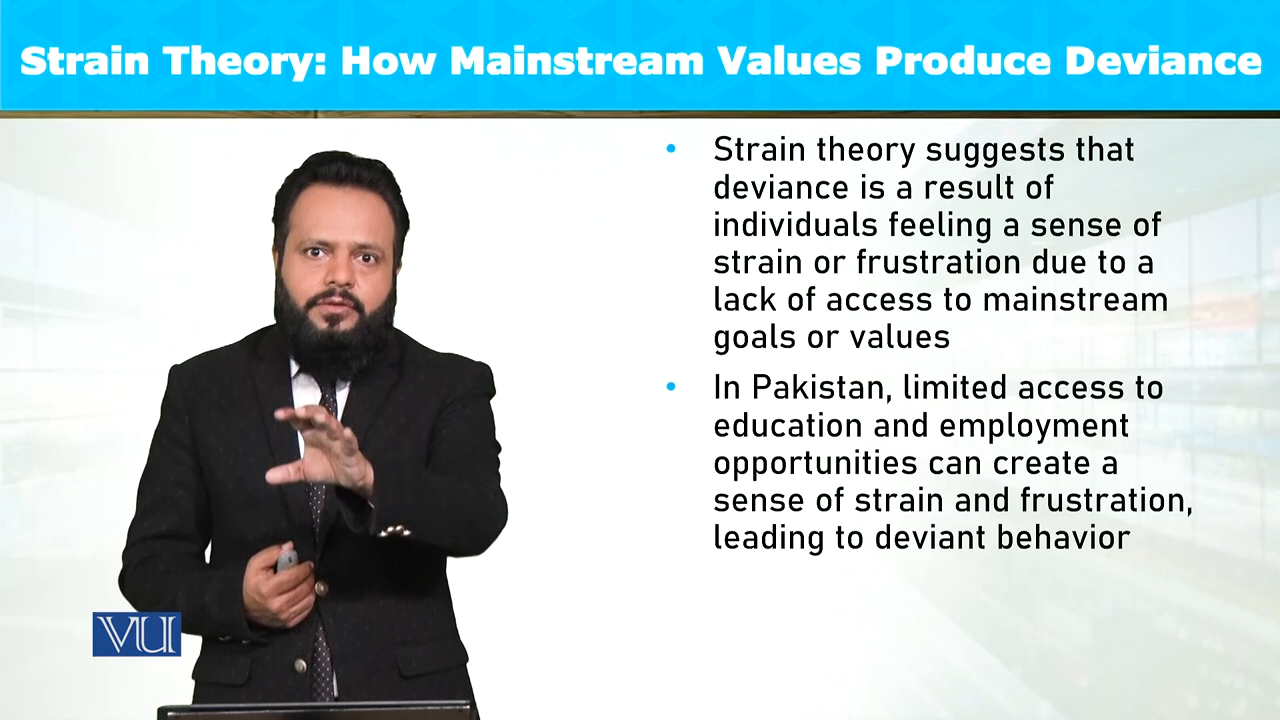 Strain Theory: How Mainstream Values Produce Deviance
• Strain theory suggests that
deviance is a result of
individuals feeling a sense of
strain or frustration due to a
lack of access to mainstream
goals or values
• In Pakistan, limited access to
education and employment
opportunities can create a
sense of strain and frustration,
leading to deviant behavior
VU